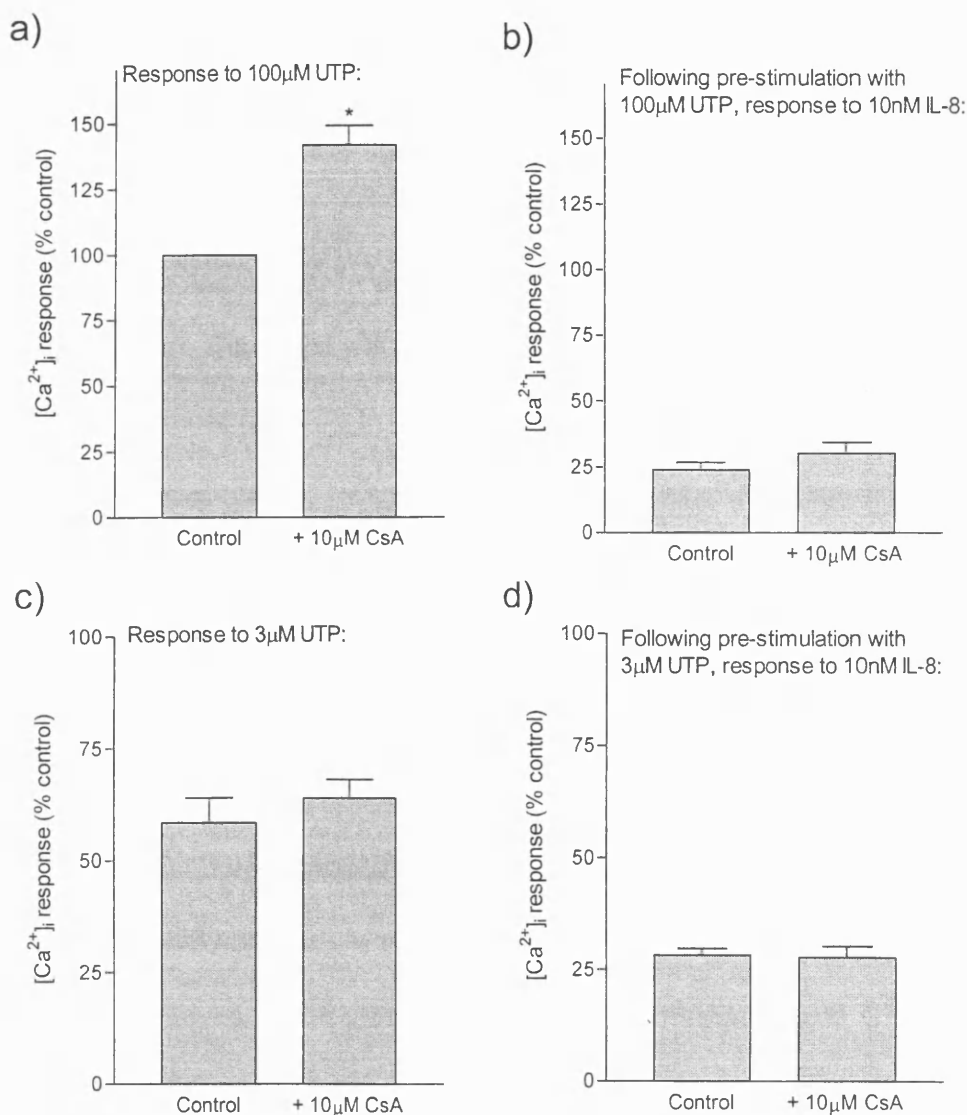 a)
Response to 100μM UTP:
[Ca²⁺]ᵢ response (% control)
150
125
100
75
50
25
0
*
Control
+ 10μM CsA
b)
Following pre-stimulation with
100μM UTP, response to 10nM IL-8:
[Ca²⁺]ᵢ response (% control)
150
125
100
75
50
25
0
Control
+ 10μM CsA
c)
Response to 3μM UTP:
[Ca²⁺]ᵢ response (% control)
100
75
50
25
0
Control
+ 10μM CsA
d)
Following pre-stimulation with
3μM UTP, response to 10nM IL-8:
[Ca²⁺]ᵢ response (% control)
100
75
50
25
0
Control
+ 10μM CsA